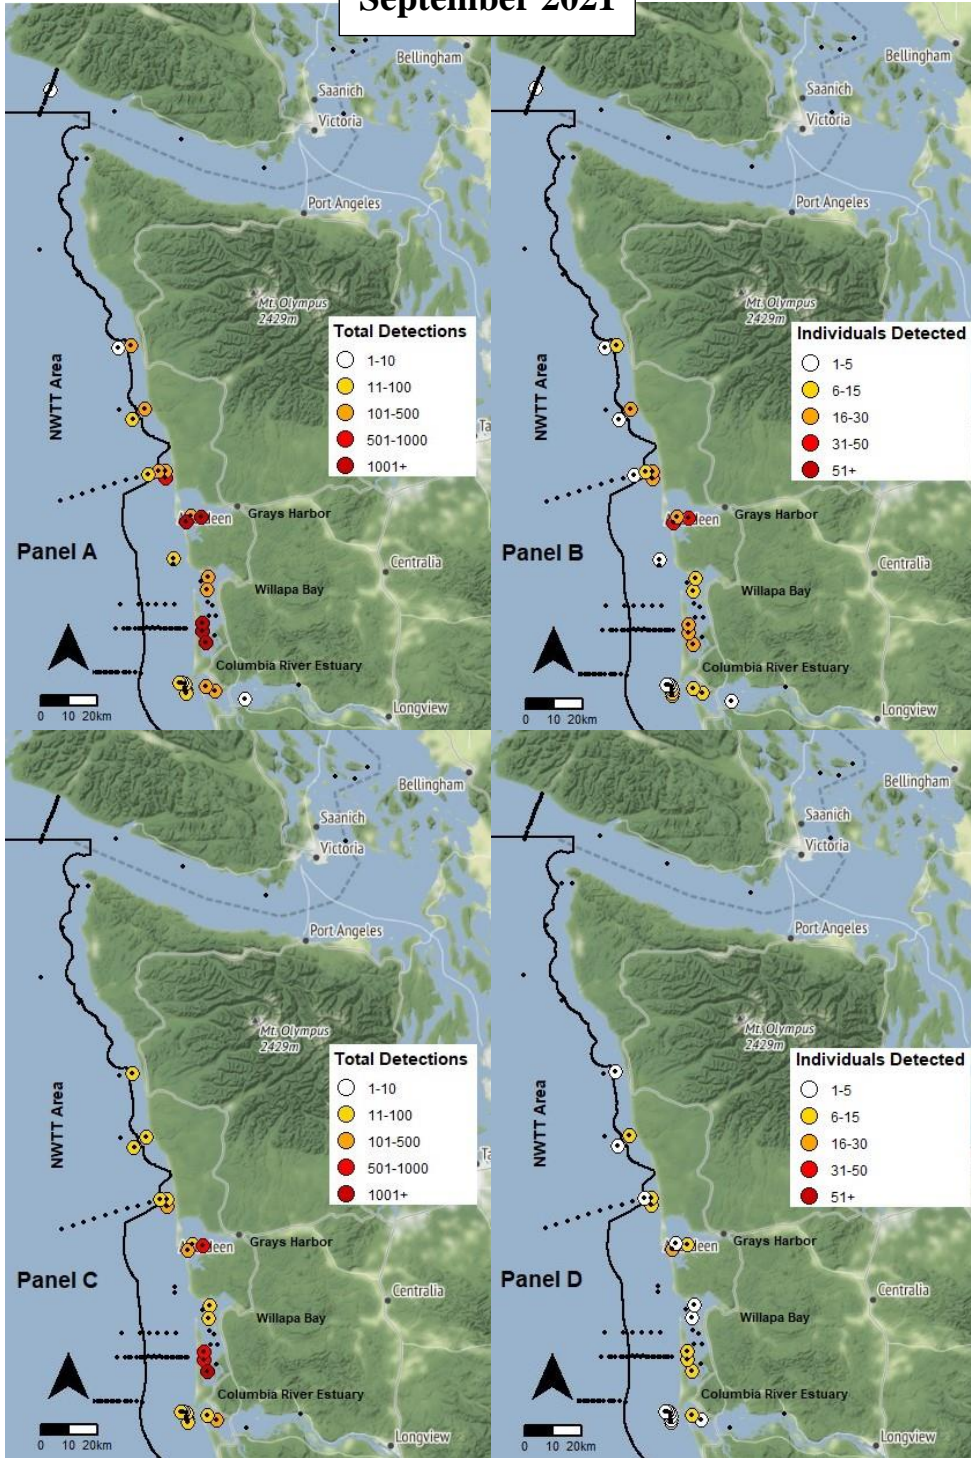 September 2021
Bellingham
Saanich
Victoria
Port Angeles
Mt. Olympus
2429m
Total Detections
1-10
11-100
101-500
501-1000
1001+
NWTT Area
Ta
Grays Harbor
Panel A
Centralia
Willapa Bay
Columbia River Estuary
0 10 20km
Longview
Bellingham
Saanich
Victoria
Port Angeles
Mt. Olympus
2429m
Individuals Detected
1-5
6-15
16-30
31-50
51+
NWTT Area
Ta
deen
Grays Harbor
Panel B
Centralia
Willapa Bay
Columbia River Estuary
0 10 20km
Longview
Bellingham
Saanich
Victoria
Port Angeles
Mt. Olympus
2429m
Total Detections
1-10
11-100
101-500
501-1000
1001+
NWTT Area
Ta
deen
Grays Harbor
Panel C
Centralia
Willapa Bay
Columbia River Estuary
0 10 20km
Longview
Bellingham
Saanich
Victoria
Port Angeles
Mt. Olympus
2429m
Individuals Detected
1-5
6-15
16-30
31-50
51+
NWTT Area
Ta
deen
Grays Harbor
Panel D
Centralia
Willapa Bay
Columbia River Estuary
0 10 20km
Longview